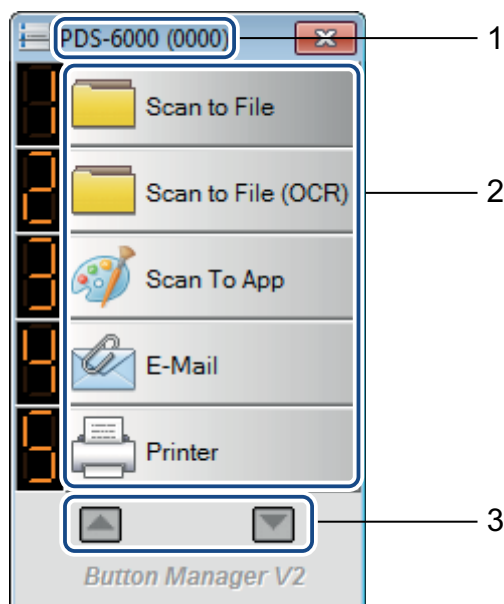 PDS-6000 (0000)
1
1
Scan to File
2
Scan to File (OCR)
2
3
Scan To App
4
E-Mail
5
Printer
3
Button Manager V2